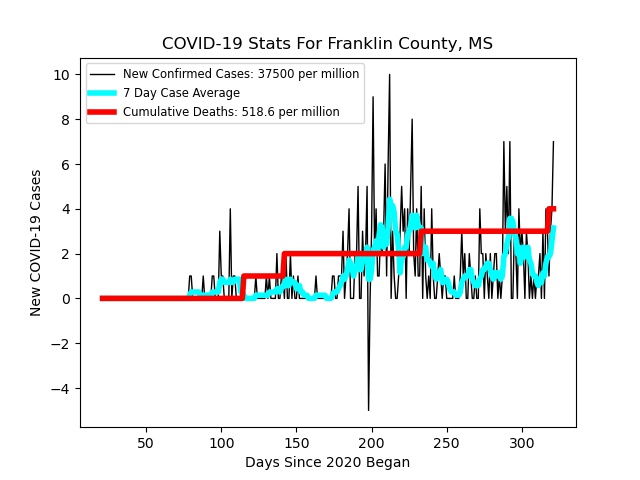 COVID-19 Stats For Franklin County, MS
New Confirmed Cases: 37500 per million
7 Day Case Average
Cumulative Deaths: 518.6 per million
New COVID-19 Cases
10
8
6
4
2
0
−2
−4
50 100 150 200 250 300
Days Since 2020 Began